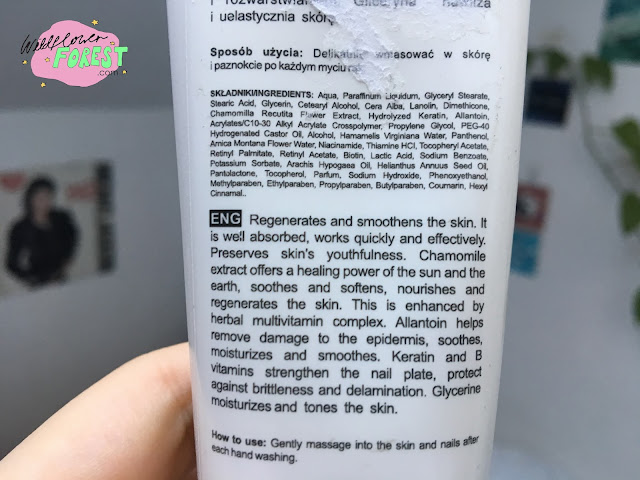 Wallflower
FOREST
.com
i rozwarstwianiem.
i uelastycznia skórę
Sposób użycia: Delikatnie wmasować w skórę
i paznokcie po każdym myciu
SKŁADNIKI/INGREDIENTS: Aqua, Paraffinum Liquidum, Glyceryl Stearate,
Stearic Acid, Glycerin, Cetearyl Alcohol, Cera Alba, Lanolin, Dimethicone,
Chamomilla Recutita Flower Extract, Hydrolyzed Keratin, Allantoin,
Acrylates/C10-30 Alkyl Acrylate Crosspolymer, Propylene Glycol, PEG-40
Hydrogenated Castor Oil, Alcohol, Hamamelis Virginiana Water, Panthenol,
Arnica Montana Flower Water, Niacinamide, Thiamine HCl, Tocopheryl Acetate,
Retinyl Palmitate, Retinyl Acetate, Biotin, Lactic Acid, Sodium Benzoate,
Potassium Sorbate, Arachis Hypogaea Oil, Helianthus Annuus Seed Oil,
Pantolactone, Tocopherol, Parfum, Sodium Hydroxide, Phenoxyethanol,
Methylparaben, Ethylparaben, Propylparaben, Butylparaben, Coumarin, Hexyl
Cinnamal..
ENG Regenerates and smoothens the skin. It
is well absorbed, works quickly and effectively.
Preserves skin's youthfulness. Chamomile
extract offers a healing power of the sun and the
earth, soothes and softens, nourishes and
regenerates the skin. This is enhanced by
herbal multivitamin complex. Allantoin helps
remove damage to the epidermis, soothes,
moisturizes and smoothes. Keratin and B
vitamins strengthen the nail plate, protect
against brittleness and delamination. Glycerine
moisturizes and tones the skin.
How to use: Gently massage into the skin and nails after
each hand washing.